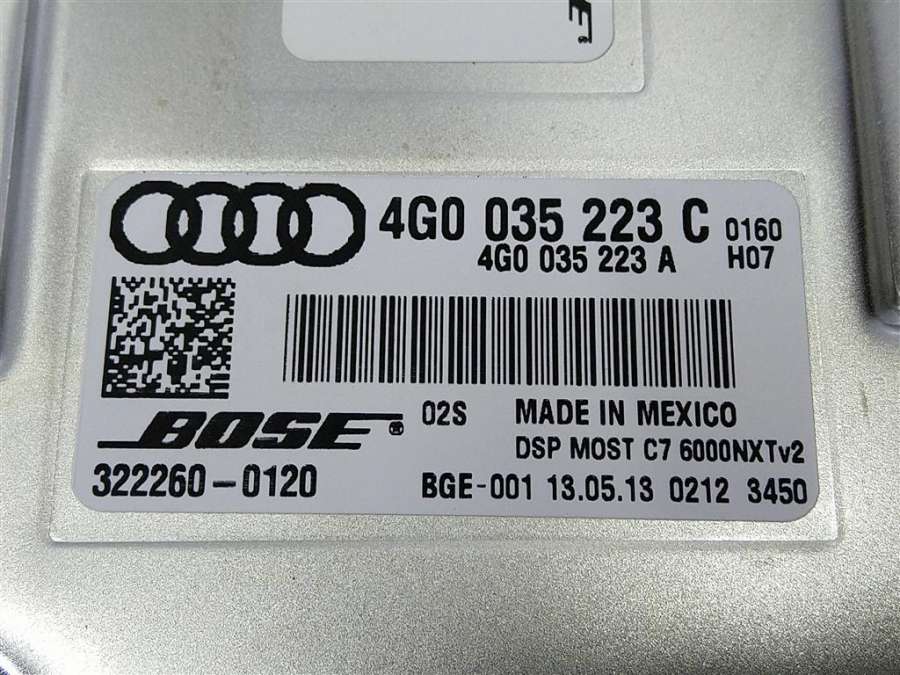 BOSE
4G0 035 223 C 0160
4G0 035 223 A H07
BOSE® 02S MADE IN MEXICO
DSP MOST C7 6000NXTv2
322260-0120 BGE-001 13.05.13 0212 3450